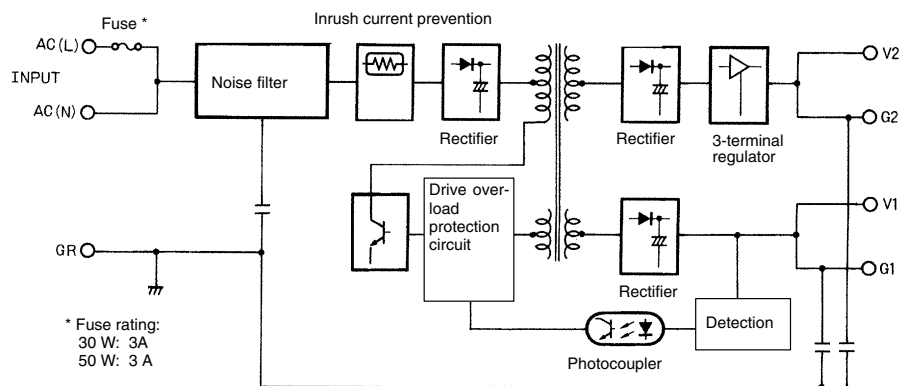 Inrush current prevention
Fuse *
AC(L)
INPUT
AC(N)
Noise filter
Rectifier
Rectifier
3-terminal
regulator
V2
G2
Drive over-
load
protection
circuit
V1
GR
G1
Rectifier
Detection
Photocoupler
* Fuse rating:
30 W: 3A
50 W: 3 A